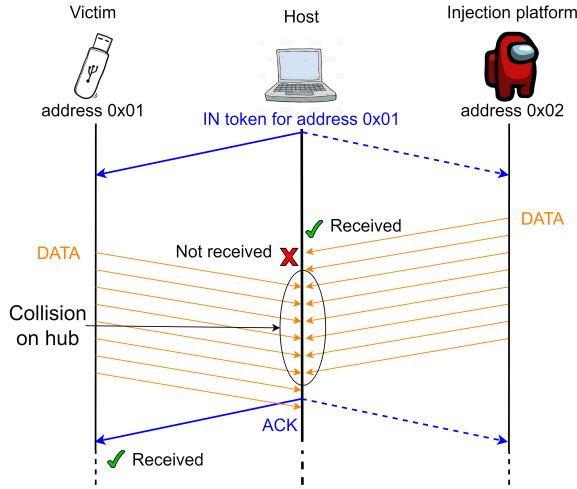 Victim
Host
Injection platform
address 0x01
IN token for address 0x01
address 0x02
DATA
Received
DATA
Not received
Collision
on hub
ACK
Received